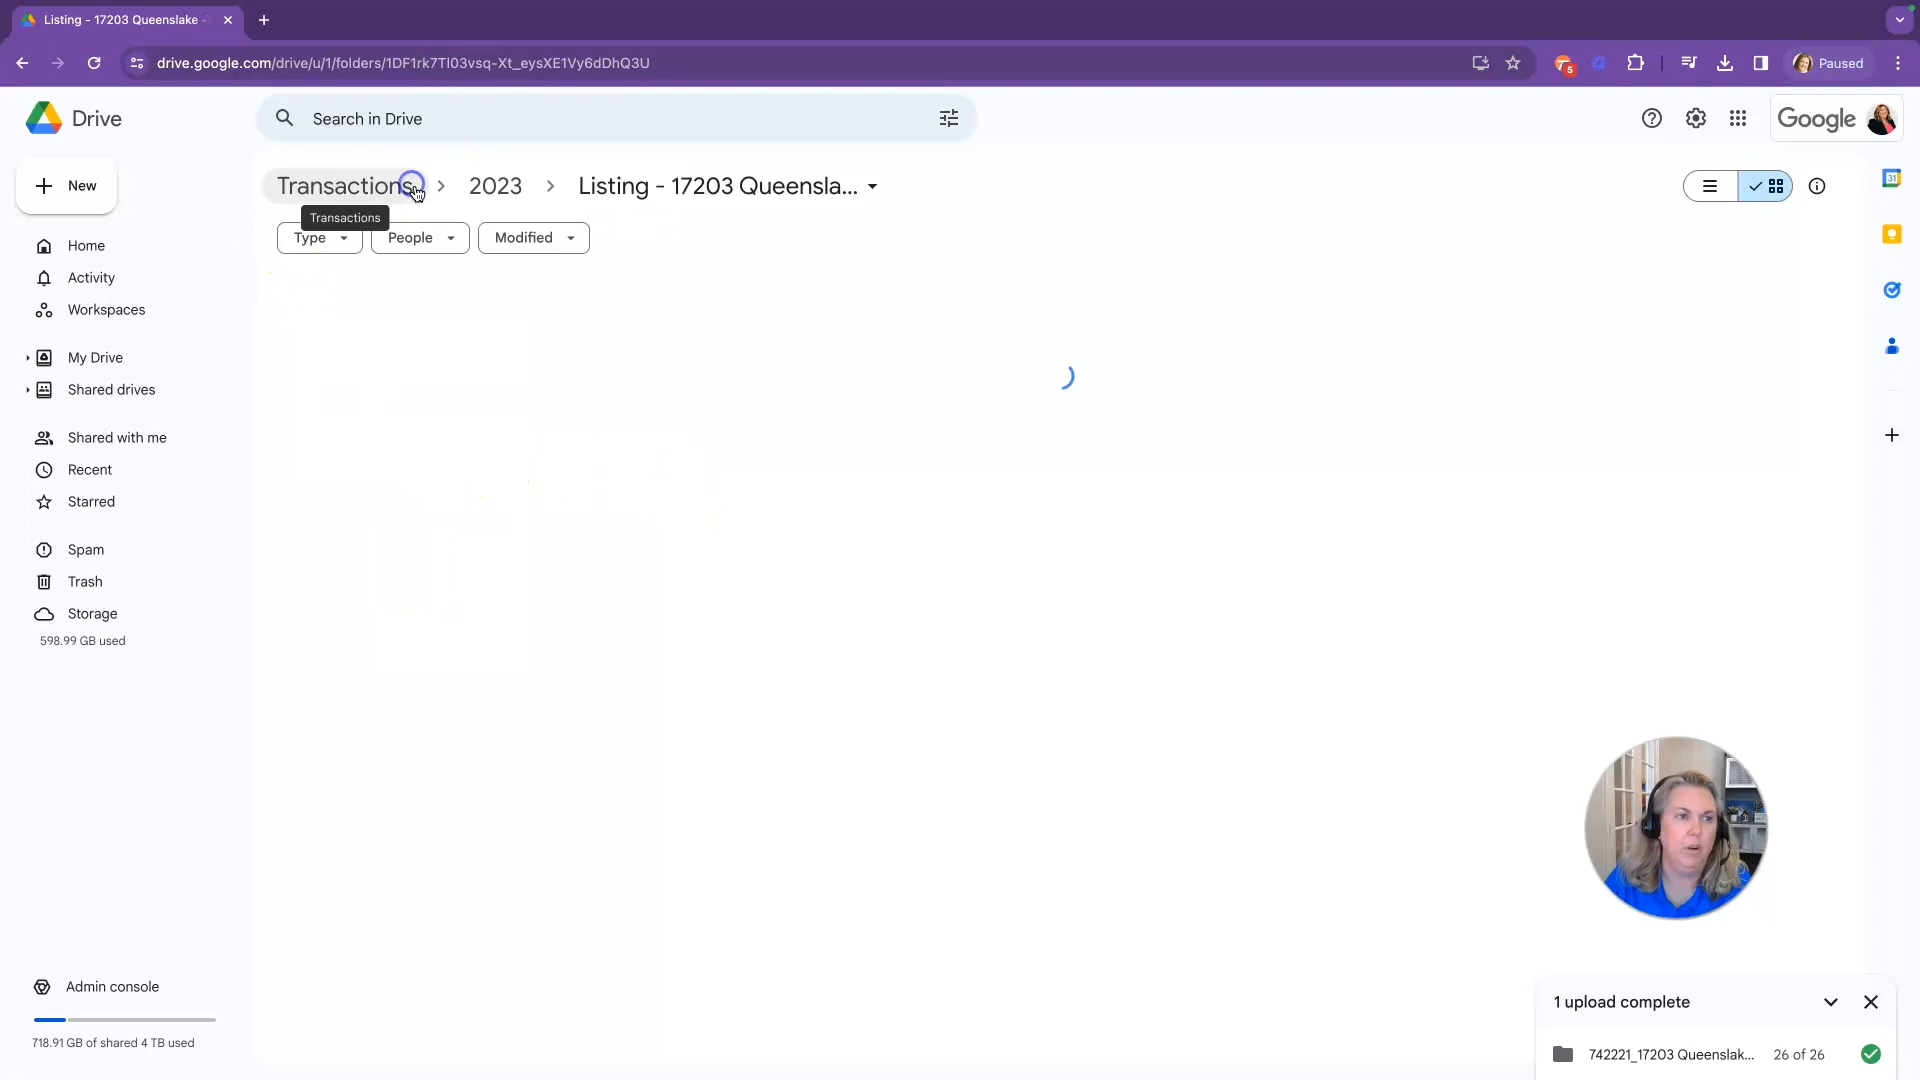 Listing - 17203 Queenslake -
drive.google.com/drive/u/1/folders/1DF1rk7Tl03vsq-Xt_eysXE1Vy6dDhQ3U
5
Paused
Drive
Search in Drive
Google
New
Transactions
2023
Listing - 17203 Queensla...
Transactions
Type
People
Modified
31
Home
Activity
Workspaces
My Drive
Shared drives
Shared with me
Recent
Starred
Spam
Trash
Storage
598.99 GB used
Admin console
718.91 GB of shared 4 TB used
1 upload complete
742221_17203 Queenslak... 26 of 26